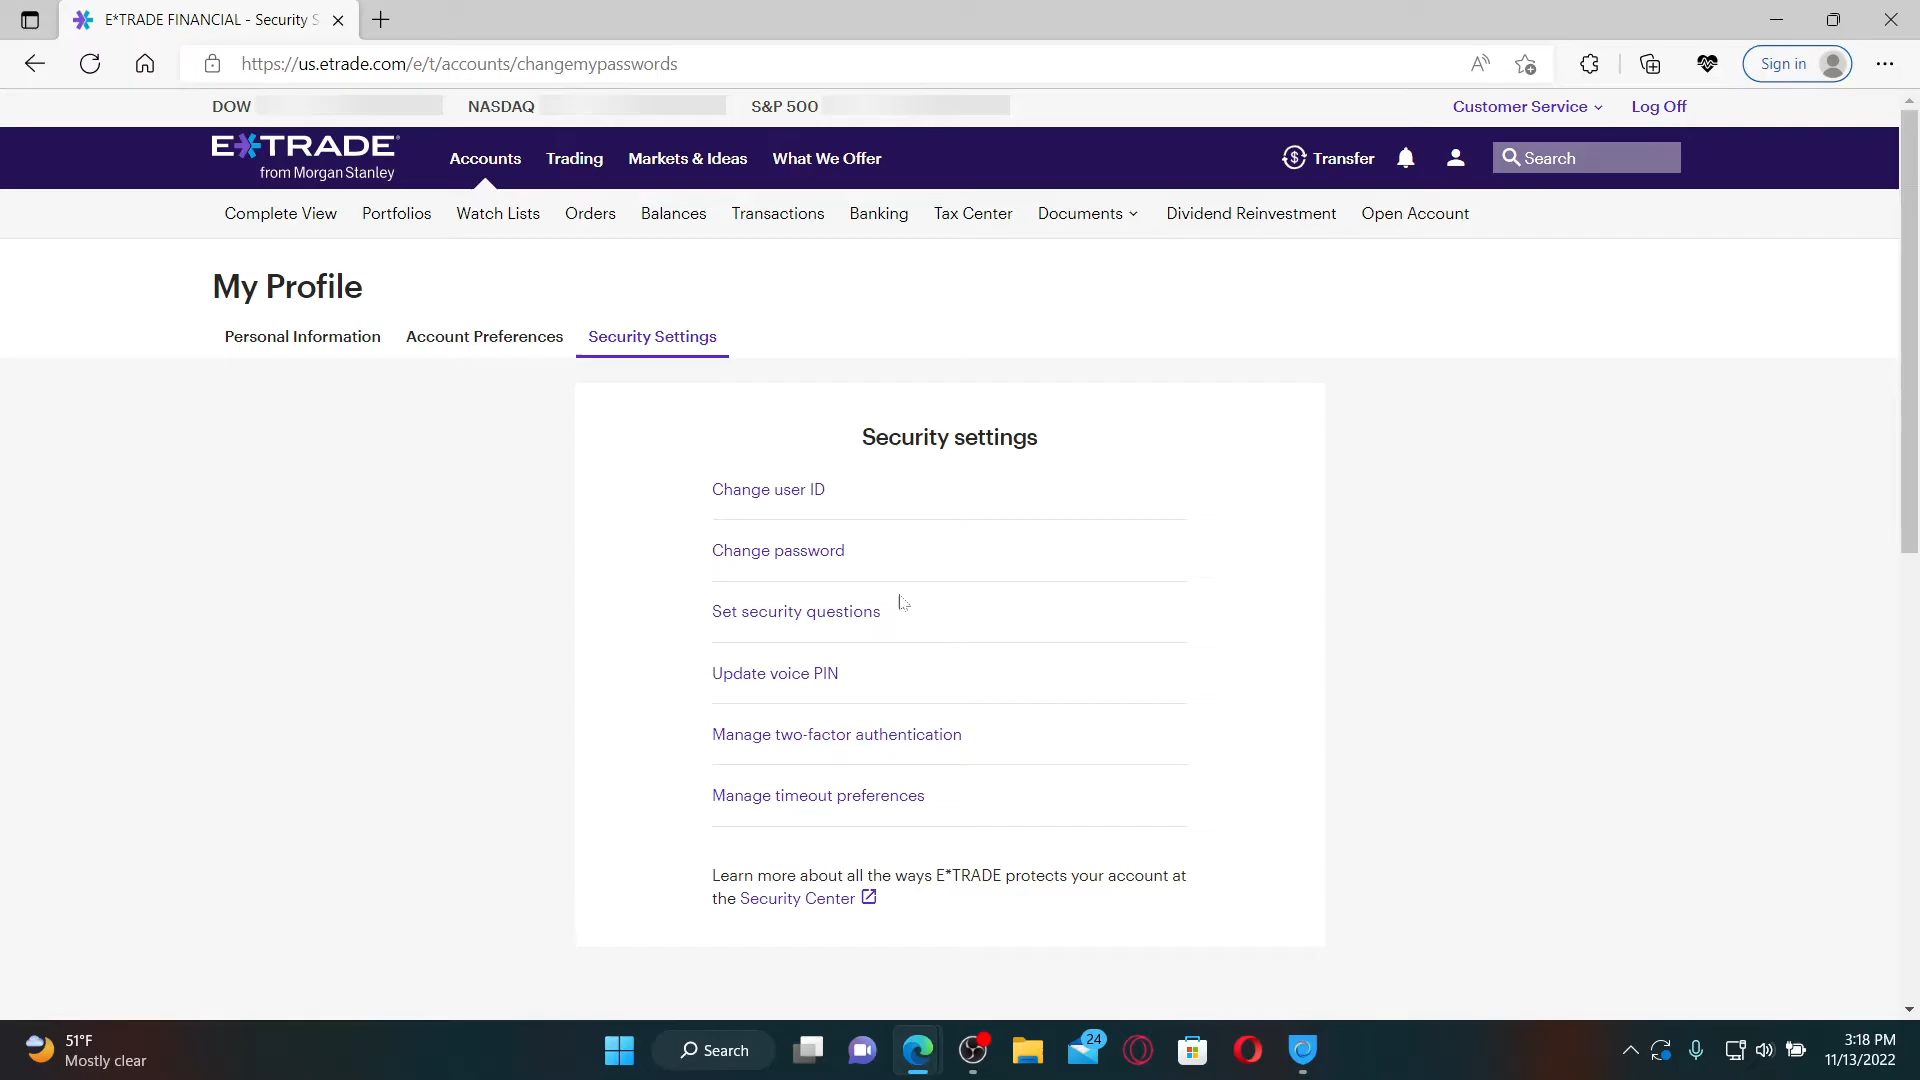 E*TRADE FINANCIAL - Security S
https://us.etrade.com/e/t/accounts/changemypasswords
Sign in
DOW NASDAQ S&P 500 Customer Service Log Off
E*TRADE
from Morgan Stanley
Accounts Trading Markets & Ideas What We Offer Transfer Search
Complete View Portfolios Watch Lists Orders Balances Transactions Banking Tax Center Documents Dividend Reinvestment Open Account
My Profile
Personal Information Account Preferences Security Settings
Security settings
Change user ID
Change password
Set security questions
Update voice PIN
Manage two-factor authentication
Manage timeout preferences
Learn more about all the ways E*TRADE protects your account at
the Security Center
51°F
Mostly clear
Search
24
3:18 PM
11/13/2022